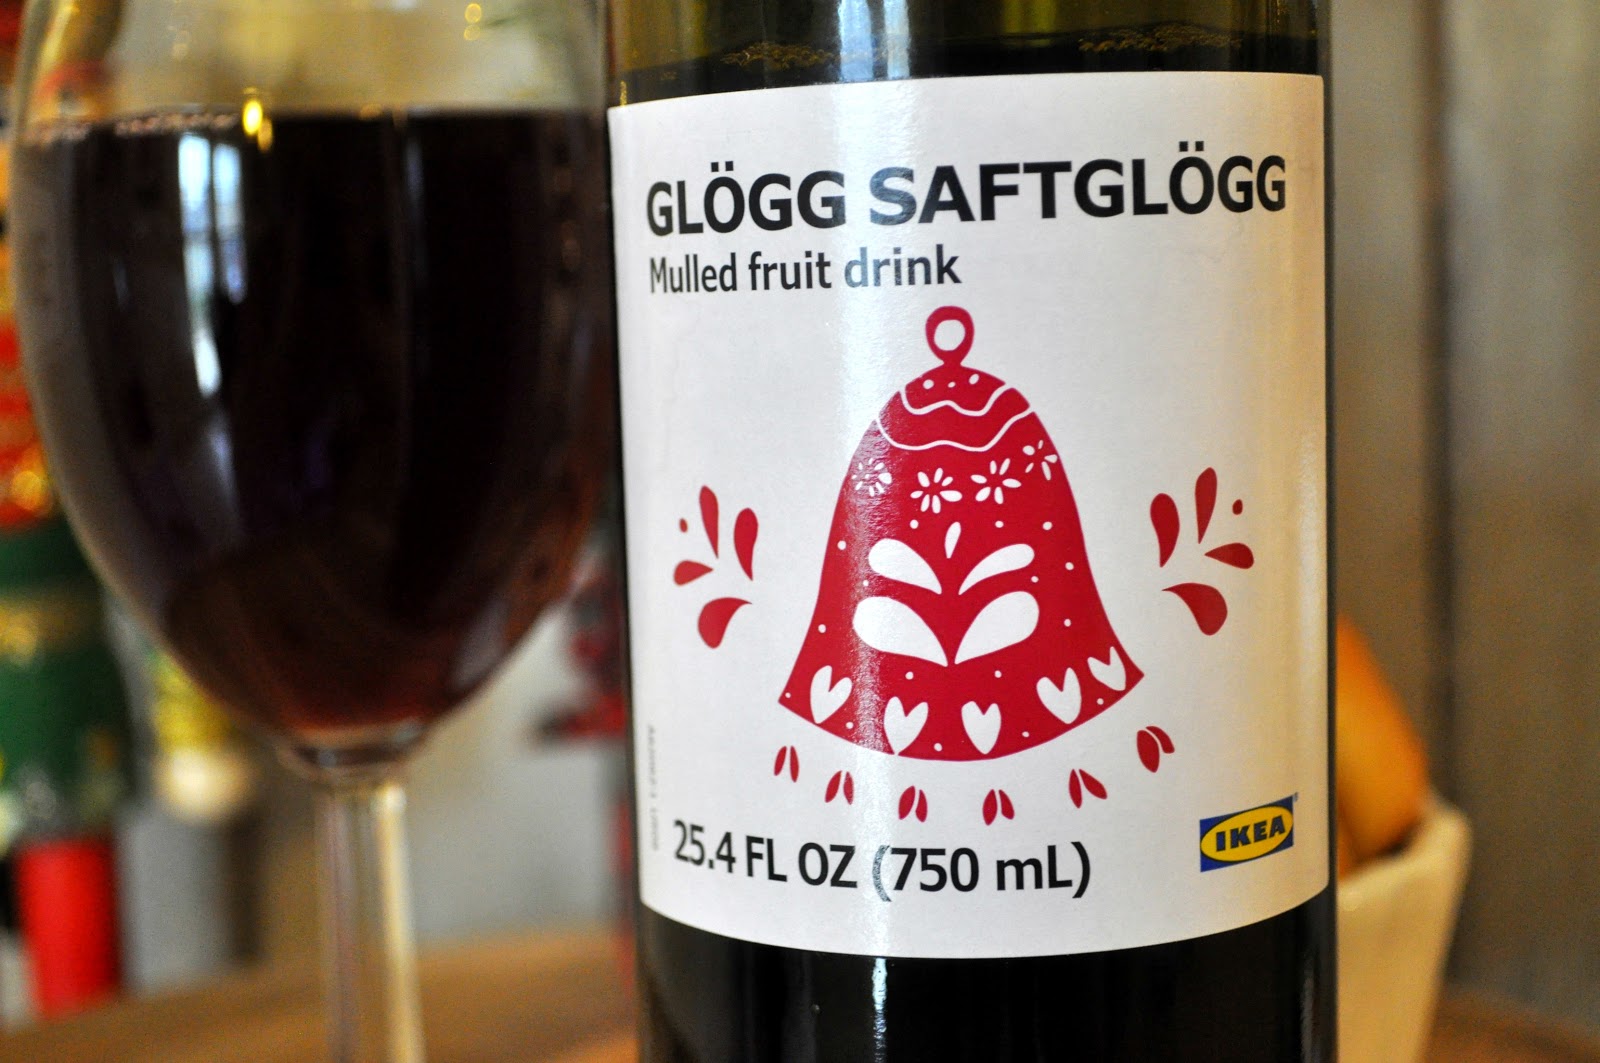 GLÖGG SAFTGLÖGG
Mulled fruit drink
25.4 FL OZ (750 mL)
IKEA